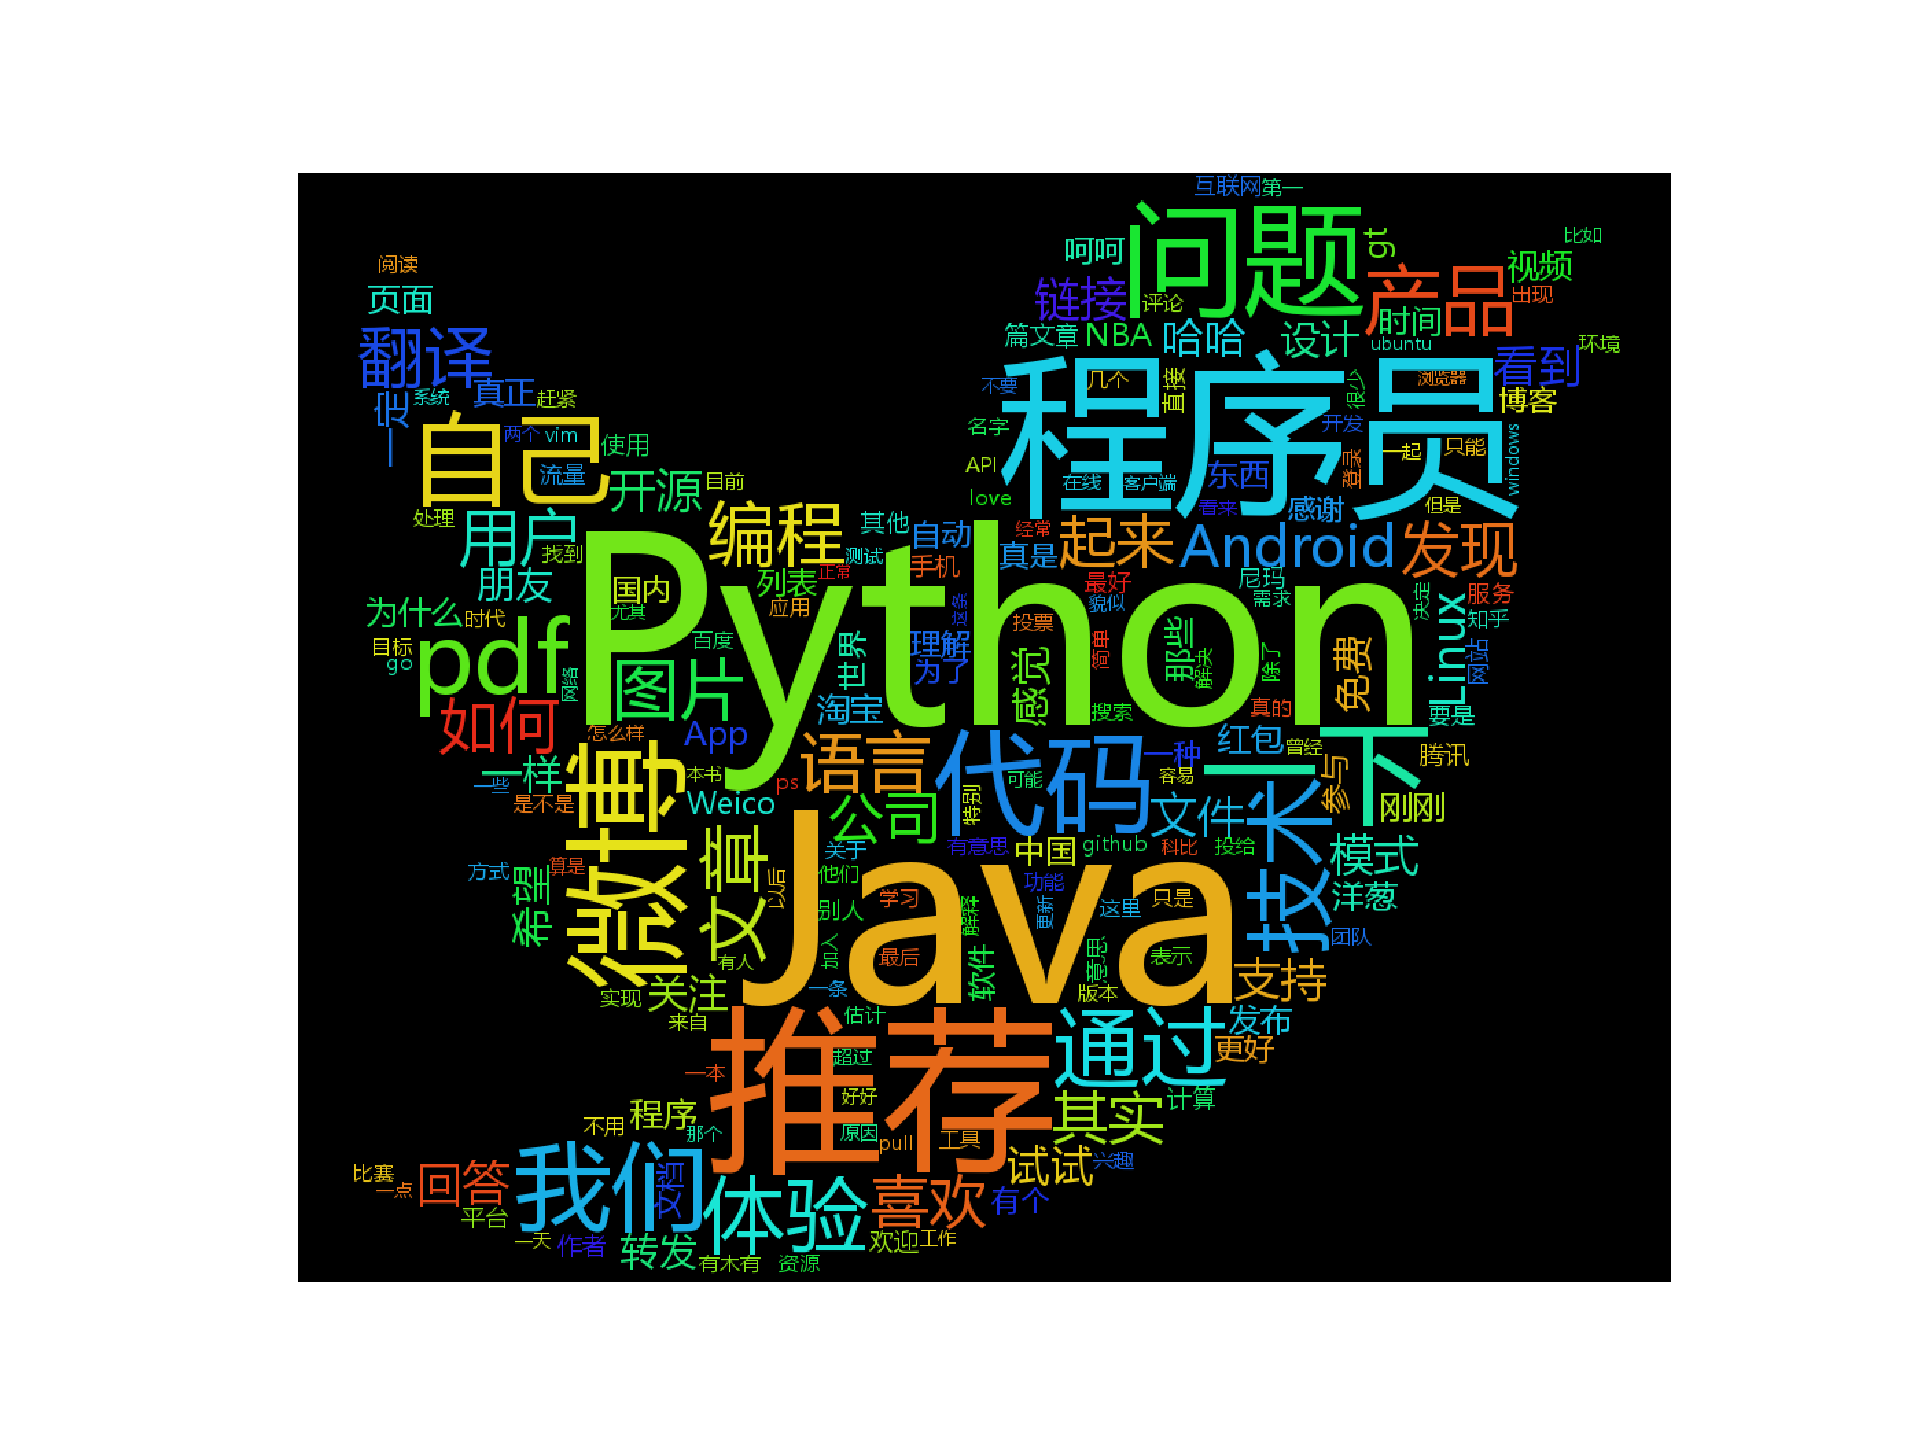 互联网
第一
问题
gt
比如
呵呵
视频
阅读
产品
出现
页面
链接
评论
时间
篇文章
NBA
哈哈
设计
ubuntu
环境
翻译
看到
真正
赶紧
系统
一定
不要
几个
直接
很少
浏览器
博客
程序员
自己
两个
vim
使用
名字
开发
一起
只能
windows
流量
开源
目前
API
在线
客户端
东西
登录
love
看来
感谢
但是
处理
用户
找到
编程
其他
测试
自动
手机
经常
真是
起来
Android
发现
朋友
国内
尤其
列表
正常
应用
Python
最好
貌似
尼玛
需求
决定
服务
知乎
为什么
时代
目标
go
pdf
网络
图片
百度
世界
理解
为了
这条
投票
感觉
简单
那些
解决
除了
免费
Linux
网站
如何
怎么样
App
淘宝
搜索
真的
要是
一样
一些
是不是
微博
本书
ps
Weico
语言
代码
可能
一种
容易
红包
曾经
一下
参与
腾讯
刚刚
公司
特别
文件
技术
文章
关于
有意思
中国
github
科比
投给
模式
方式
算是
希望
以后
他们
功能
洋葱
Java
别人
学习
解释
更新
这里
只是
团队
加入
有人
最后
软件
意思
表示
支持
关注
实现
来自
一条
版本
估计
发布
推荐
通过
更好
超过
一本
好好
其实
计算
程序
不用
那个
原因
pull
工具
试试
兴趣
我们
文档
比赛
一点
回答
体验
喜欢
有个
平台
一天
作者
转发
有木有
资源
欢迎
工作